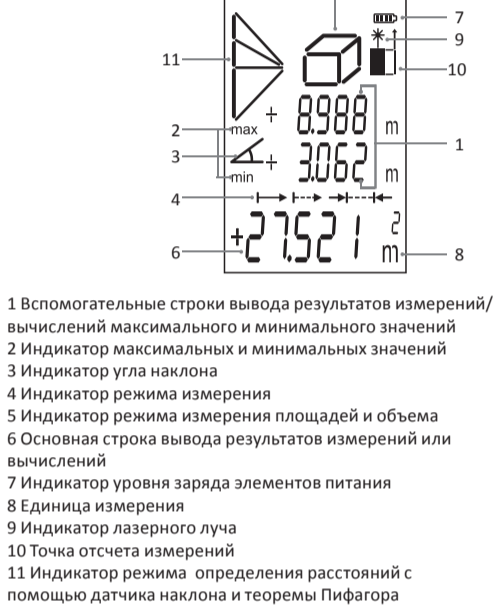 7
9
10
11
max
+ 8.988 m
2
3
+ 3.062 m
1
min
4
+27.521 m²
6
8
1 Вспомогательные строки вывода результатов измерений/
вычислений максимального и минимального значений
2 Индикатор максимальных и минимальных значений
3 Индикатор угла наклона
4 Индикатор режима измерения
5 Индикатор режима измерения площадей и объема
6 Основная строка вывода результатов измерений или
вычислений
7 Индикатор уровня заряда элементов питания
8 Единица измерения
9 Индикатор лазерного луча
10 Точка отсчета измерений
11 Индикатор режима определения расстояний с
помощью датчика наклона и теоремы Пифагора